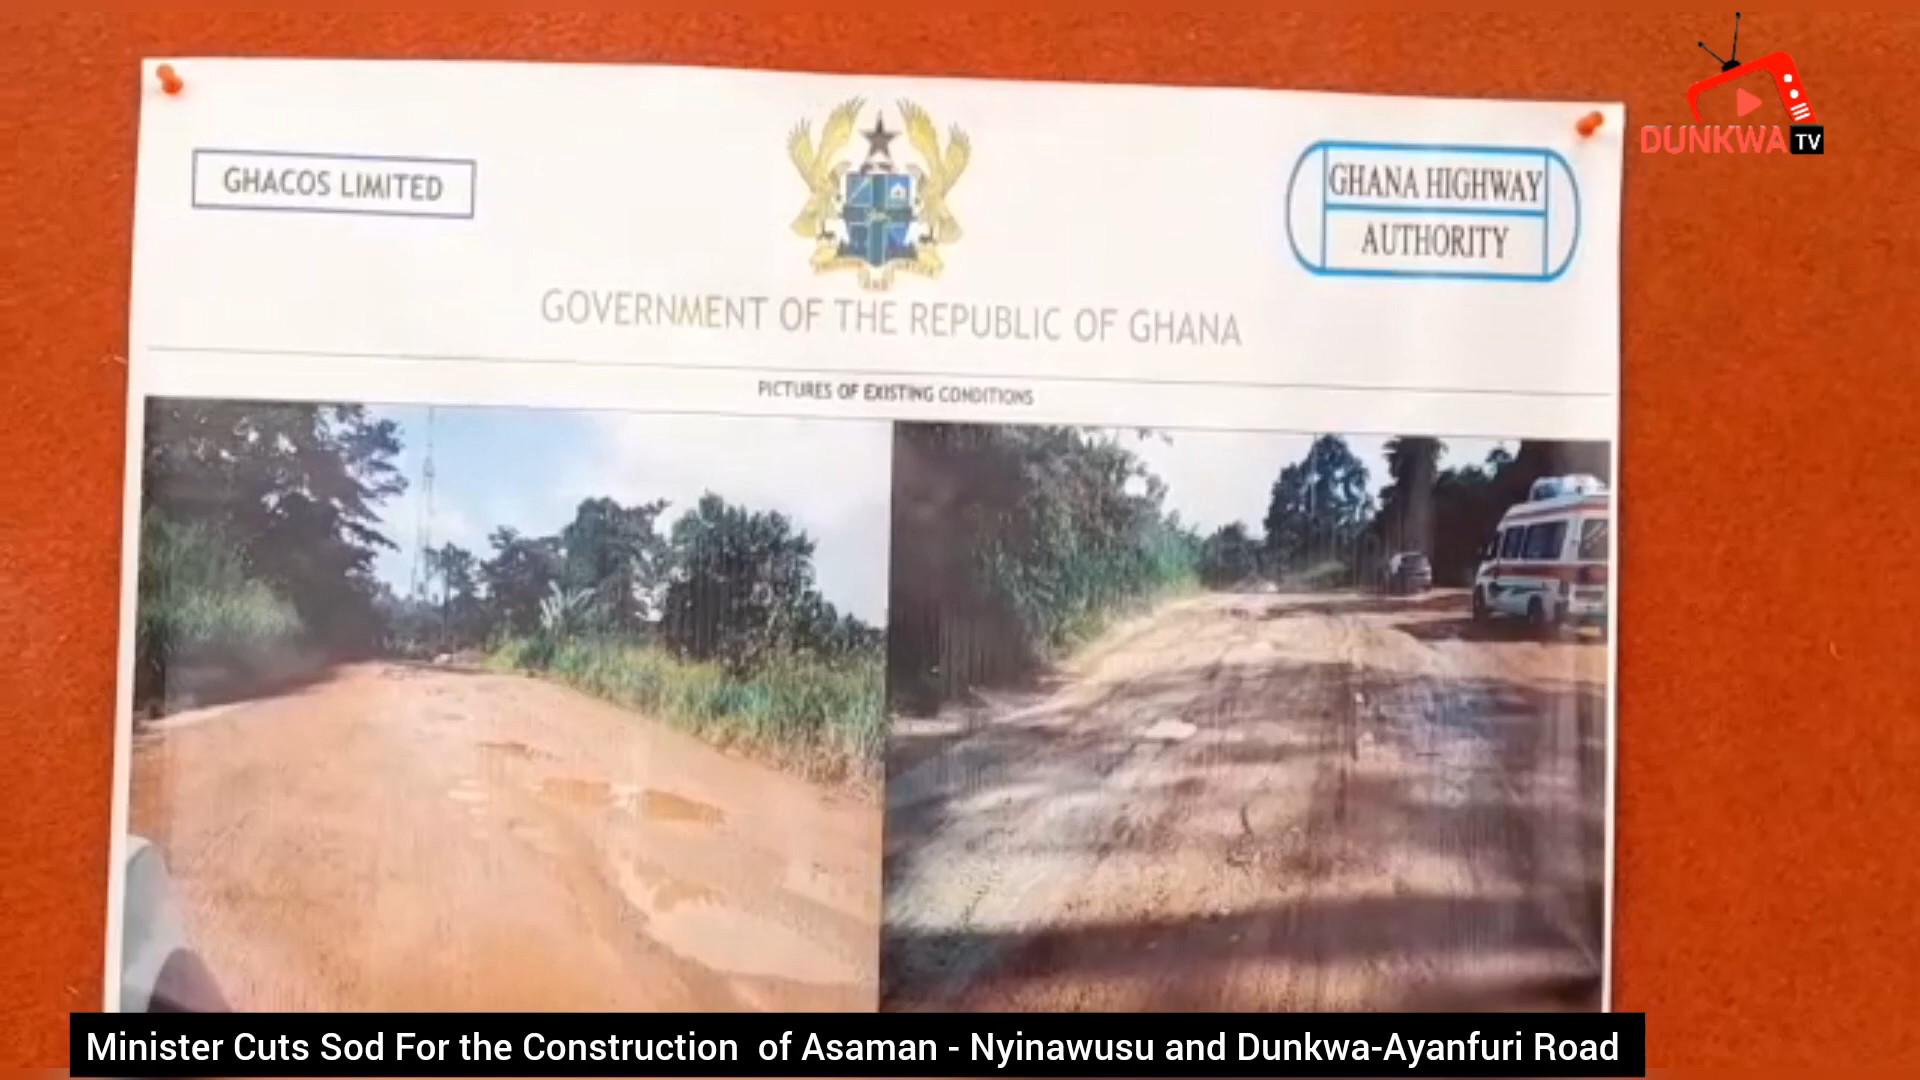 DUNKWA TV
GHACOS LIMITED
GHANA HIGHWAY
AUTHORITY
AND
GOVERNMENT OF THE REPUBLIC OF GHANA
PICTURES OF EXISTING CONDITIONS
Minister Cuts Sod For the Construction of Asaman - Nyinawusu and Dunkwa-Ayanfuri Road